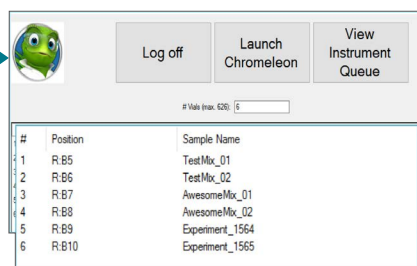 Log off
Launch
Chromeleon
View
Instrument
Queue
# Vials (max. 626): 6
# Position Sample Name
1 R:B5 TestMix_01
2 R:B6 TestMix_02
3 R:B7 AwesomeMix_01
4 R:B8 AwesomeMix_02
5 R:B9 Experiment_1564
6 R:B10 Experiment_1565